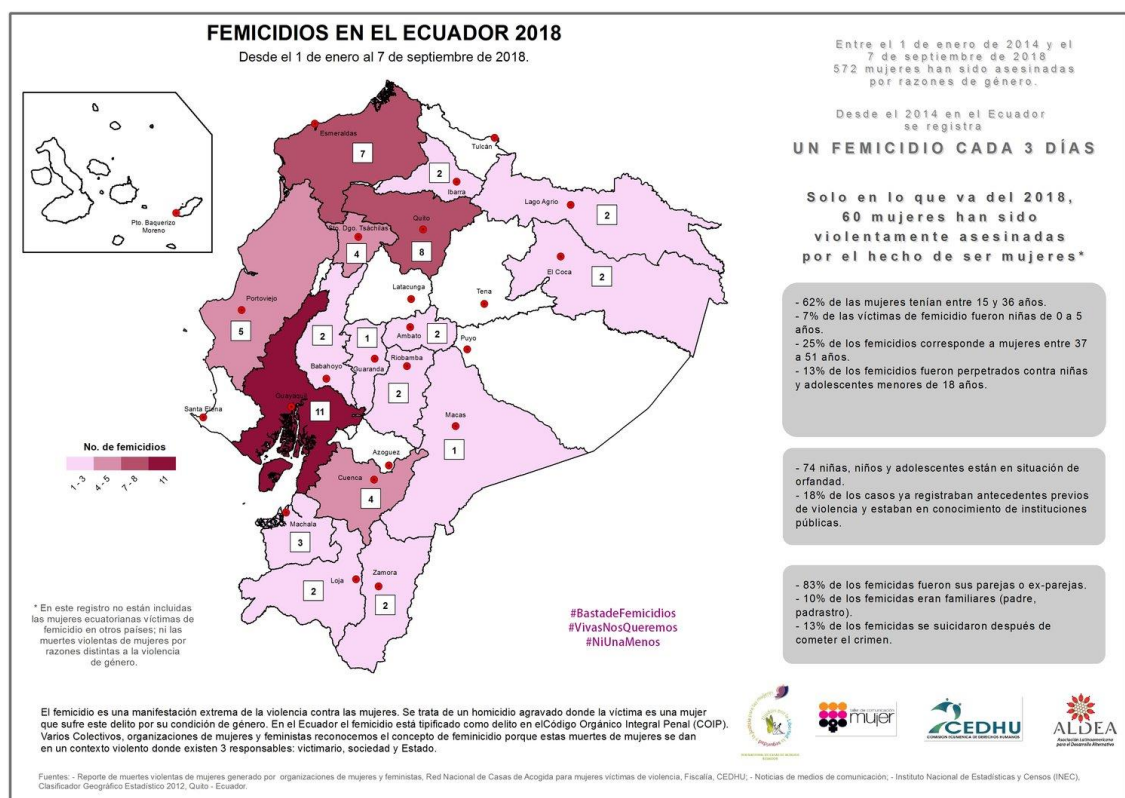 FEMICIDIOS EN EL ECUADOR 2018
Desde el 1 de enero al 7 de septiembre de 2018.
Pto. Baquerizo
Moreno
Esmeraldas
7
Tulcán
2
Ibarra
Lago Agrio
2
Quito
8
Sto. Dgo. Tsáchilas
4
El Coca
2
Portoviejo
5
Latacunga
Tena
2
1
Ambato
2
Puyo
Babahoyo
Guaranda
Riobamba
2
Santa Elena
Guayaquil
11
Macas
1
Azoguez
Cuenca
4
Machala
3
Loja
2
Zamora
2
No. de femicidios
1 - 3
4 - 5
7 - 8
11
* En este registro no están incluidas
las mujeres ecuatorianas víctimas de
femicidio en otros países; ni las
muertes violentas de mujeres por
razones distintas a la violencia
de género.
#BastadeFemicidios
#VivasNosQueremos
#NiUnaMenos
Entre el 1 de enero de 2014 y el
7 de septiembre de 2018
572 mujeres han sido asesinadas
por razones de género.
Desde el 2014 en el Ecuador
se registra
UN FEMICIDIO CADA 3 DÍAS
Solo en lo que va del 2018,
60 mujeres han sido
violentamente asesinadas
por el hecho de ser mujeres*
- 62% de las mujeres tenían entre 15 y 36 años.
- 7% de las víctimas de femicidio fueron niñas de 0 a 5
años.
- 25% de los femicidios corresponde a mujeres entre 37
a 51 años.
- 13% de los femicidios fueron perpetrados contra niñas
y adolescentes menores de 18 años.
- 74 niñas, niños y adolescentes están en situación de
orfandad.
- 18% de los casos ya registraban antecedentes previos
de violencia y estaban en conocimiento de instituciones
públicas.
- 83% de los femicidas fueron sus parejas o ex-parejas.
- 10% de los femicidas eran familiares (padre,
padrastro).
- 13% de los femicidas se suicidaron después de
cometer el crimen.
El femicidio es una manifestación extrema de la violencia contra las mujeres. Se trata de un homicidio agravado donde la víctima es una mujer
que sufre este delito por su condición de género. En el Ecuador el femicidio está tipificado como delito en elCódigo Orgánico Integral Penal (COIP).
Varios Colectivos, organizaciones de mujeres y feministas reconocemos el concepto de feminicidio porque estas muertes de mujeres se dan
en un contexto violento donde existen 3 responsables: victimario, sociedad y Estado.
taller de comunicación
mujer
CEDHU
COMISIÓN ECUMÉNICA DE DERECHOS HUMANOS
ALDEA
Asociación Latinoamericana
para el Desarrollo Alternativo
Fuentes: - Reporte de muertes violentas de mujeres generado por organizaciones de mujeres y feministas, Red Nacional de Casas de Acogida para mujeres víctimas de violencia, Fiscalía, CEDHU; - Noticias de medios de comunicación; - Instituto Nacional de Estadísticas y Censos (INEC),
Clasificador Geográfico Estadístico 2012, Quito - Ecuador.